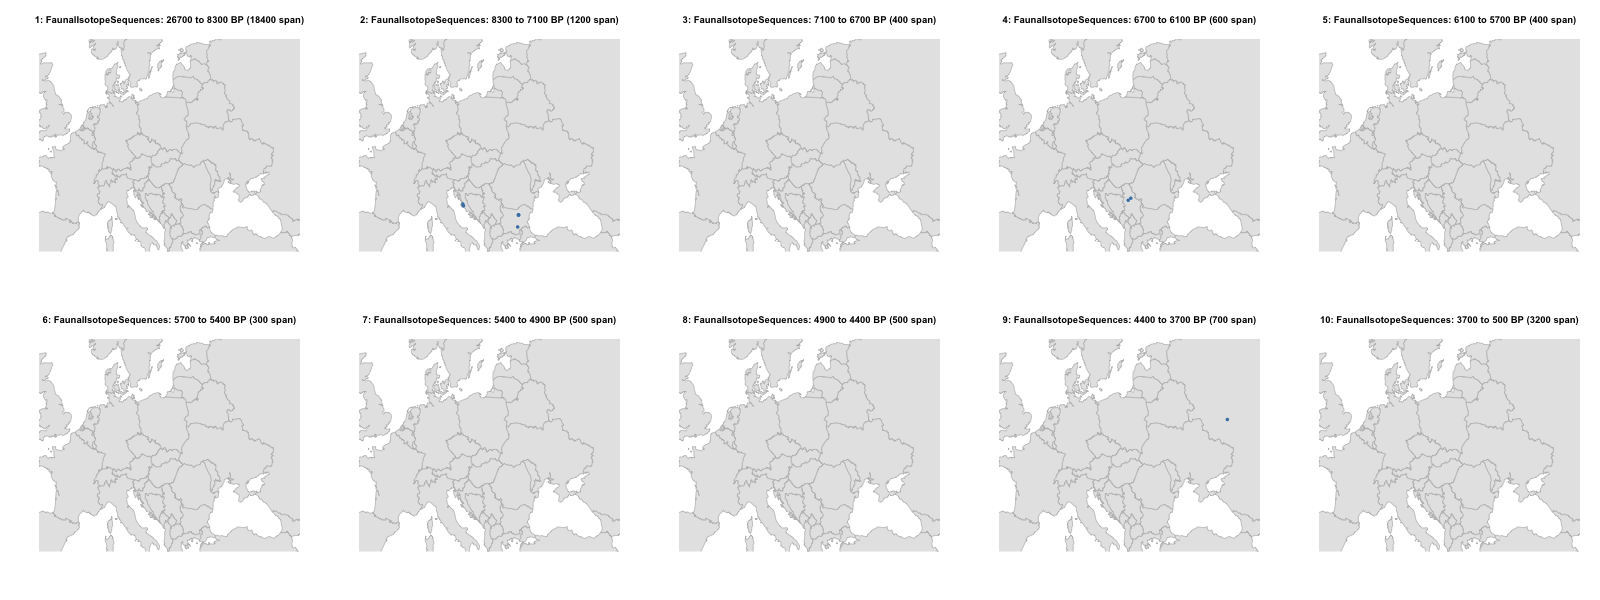 1: FaunalIsotopeSequences: 26700 to 8300 BP (18400 span)
2: FaunalIsotopeSequences: 8300 to 7100 BP (1200 span)
3: FaunalIsotopeSequences: 7100 to 6700 BP (400 span)
4: FaunalIsotopeSequences: 6700 to 6100 BP (600 span)
5: FaunalIsotopeSequences: 6100 to 5700 BP (400 span)
6: FaunalIsotopeSequences: 5700 to 5400 BP (300 span)
7: FaunalIsotopeSequences: 5400 to 4900 BP (500 span)
8: FaunalIsotopeSequences: 4900 to 4400 BP (500 span)
9: FaunalIsotopeSequences: 4400 to 3700 BP (700 span)
10: FaunalIsotopeSequences: 3700 to 500 BP (3200 span)